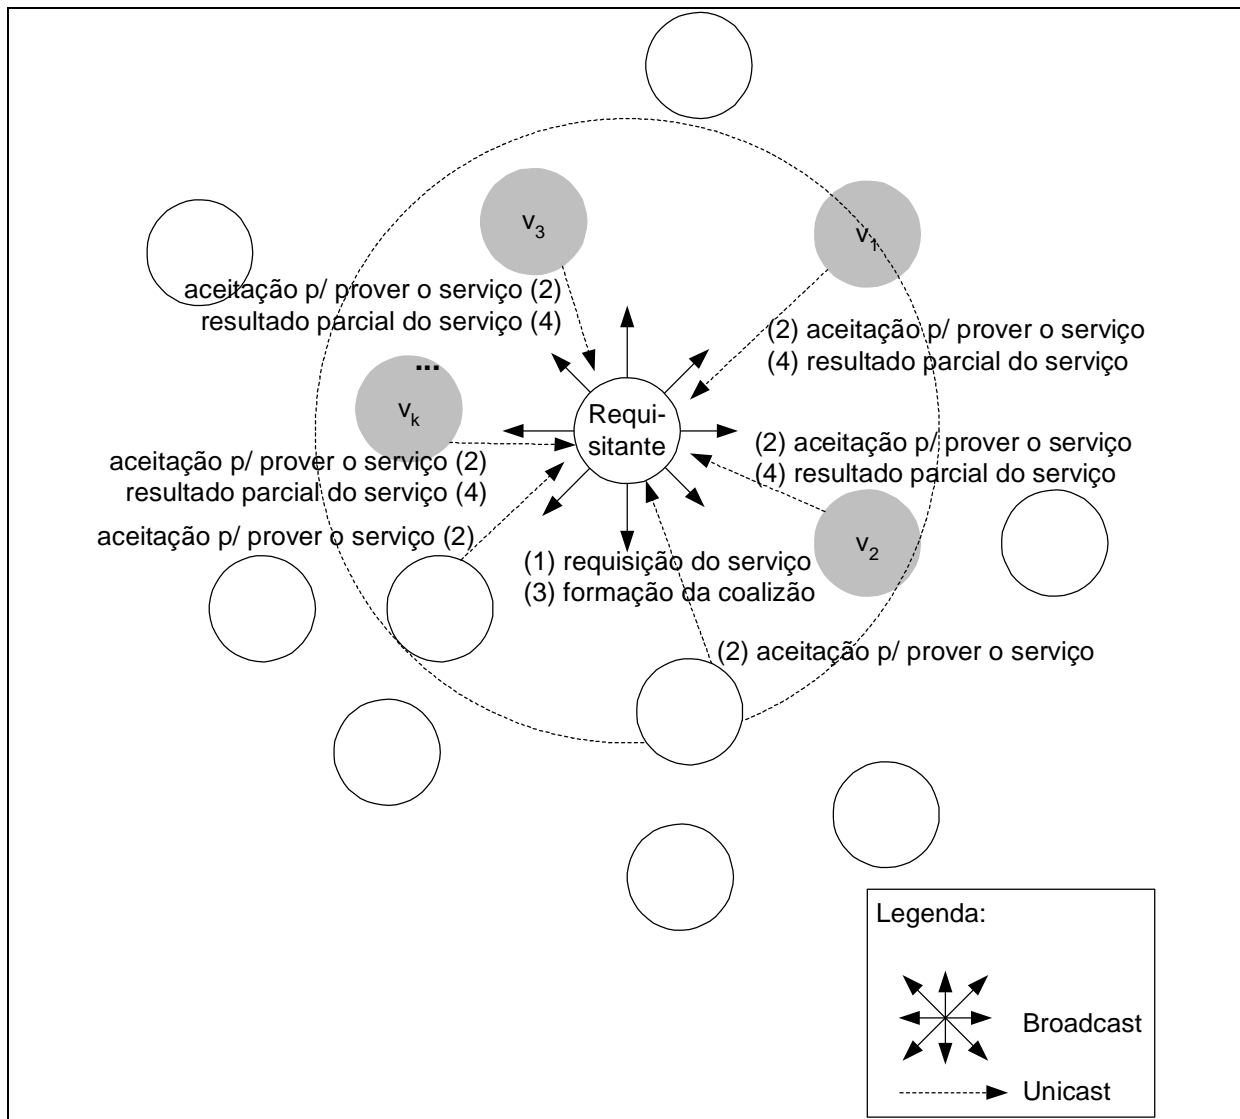 v3
v1
aceitação p/ prover o serviço (2)
resultado parcial do serviço (4)
(2) aceitação p/ prover o serviço
(4) resultado parcial do serviço
...
vk
Requi-
sitante
(2) aceitação p/ prover o serviço
(4) resultado parcial do serviço
aceitação p/ prover o serviço (2)
resultado parcial do serviço (4)
aceitação p/ prover o serviço (2)
(1) requisição do serviço
(3) formação da coalizão
v2
(2) aceitação p/ prover o serviço
Legenda:
Broadcast
Unicast